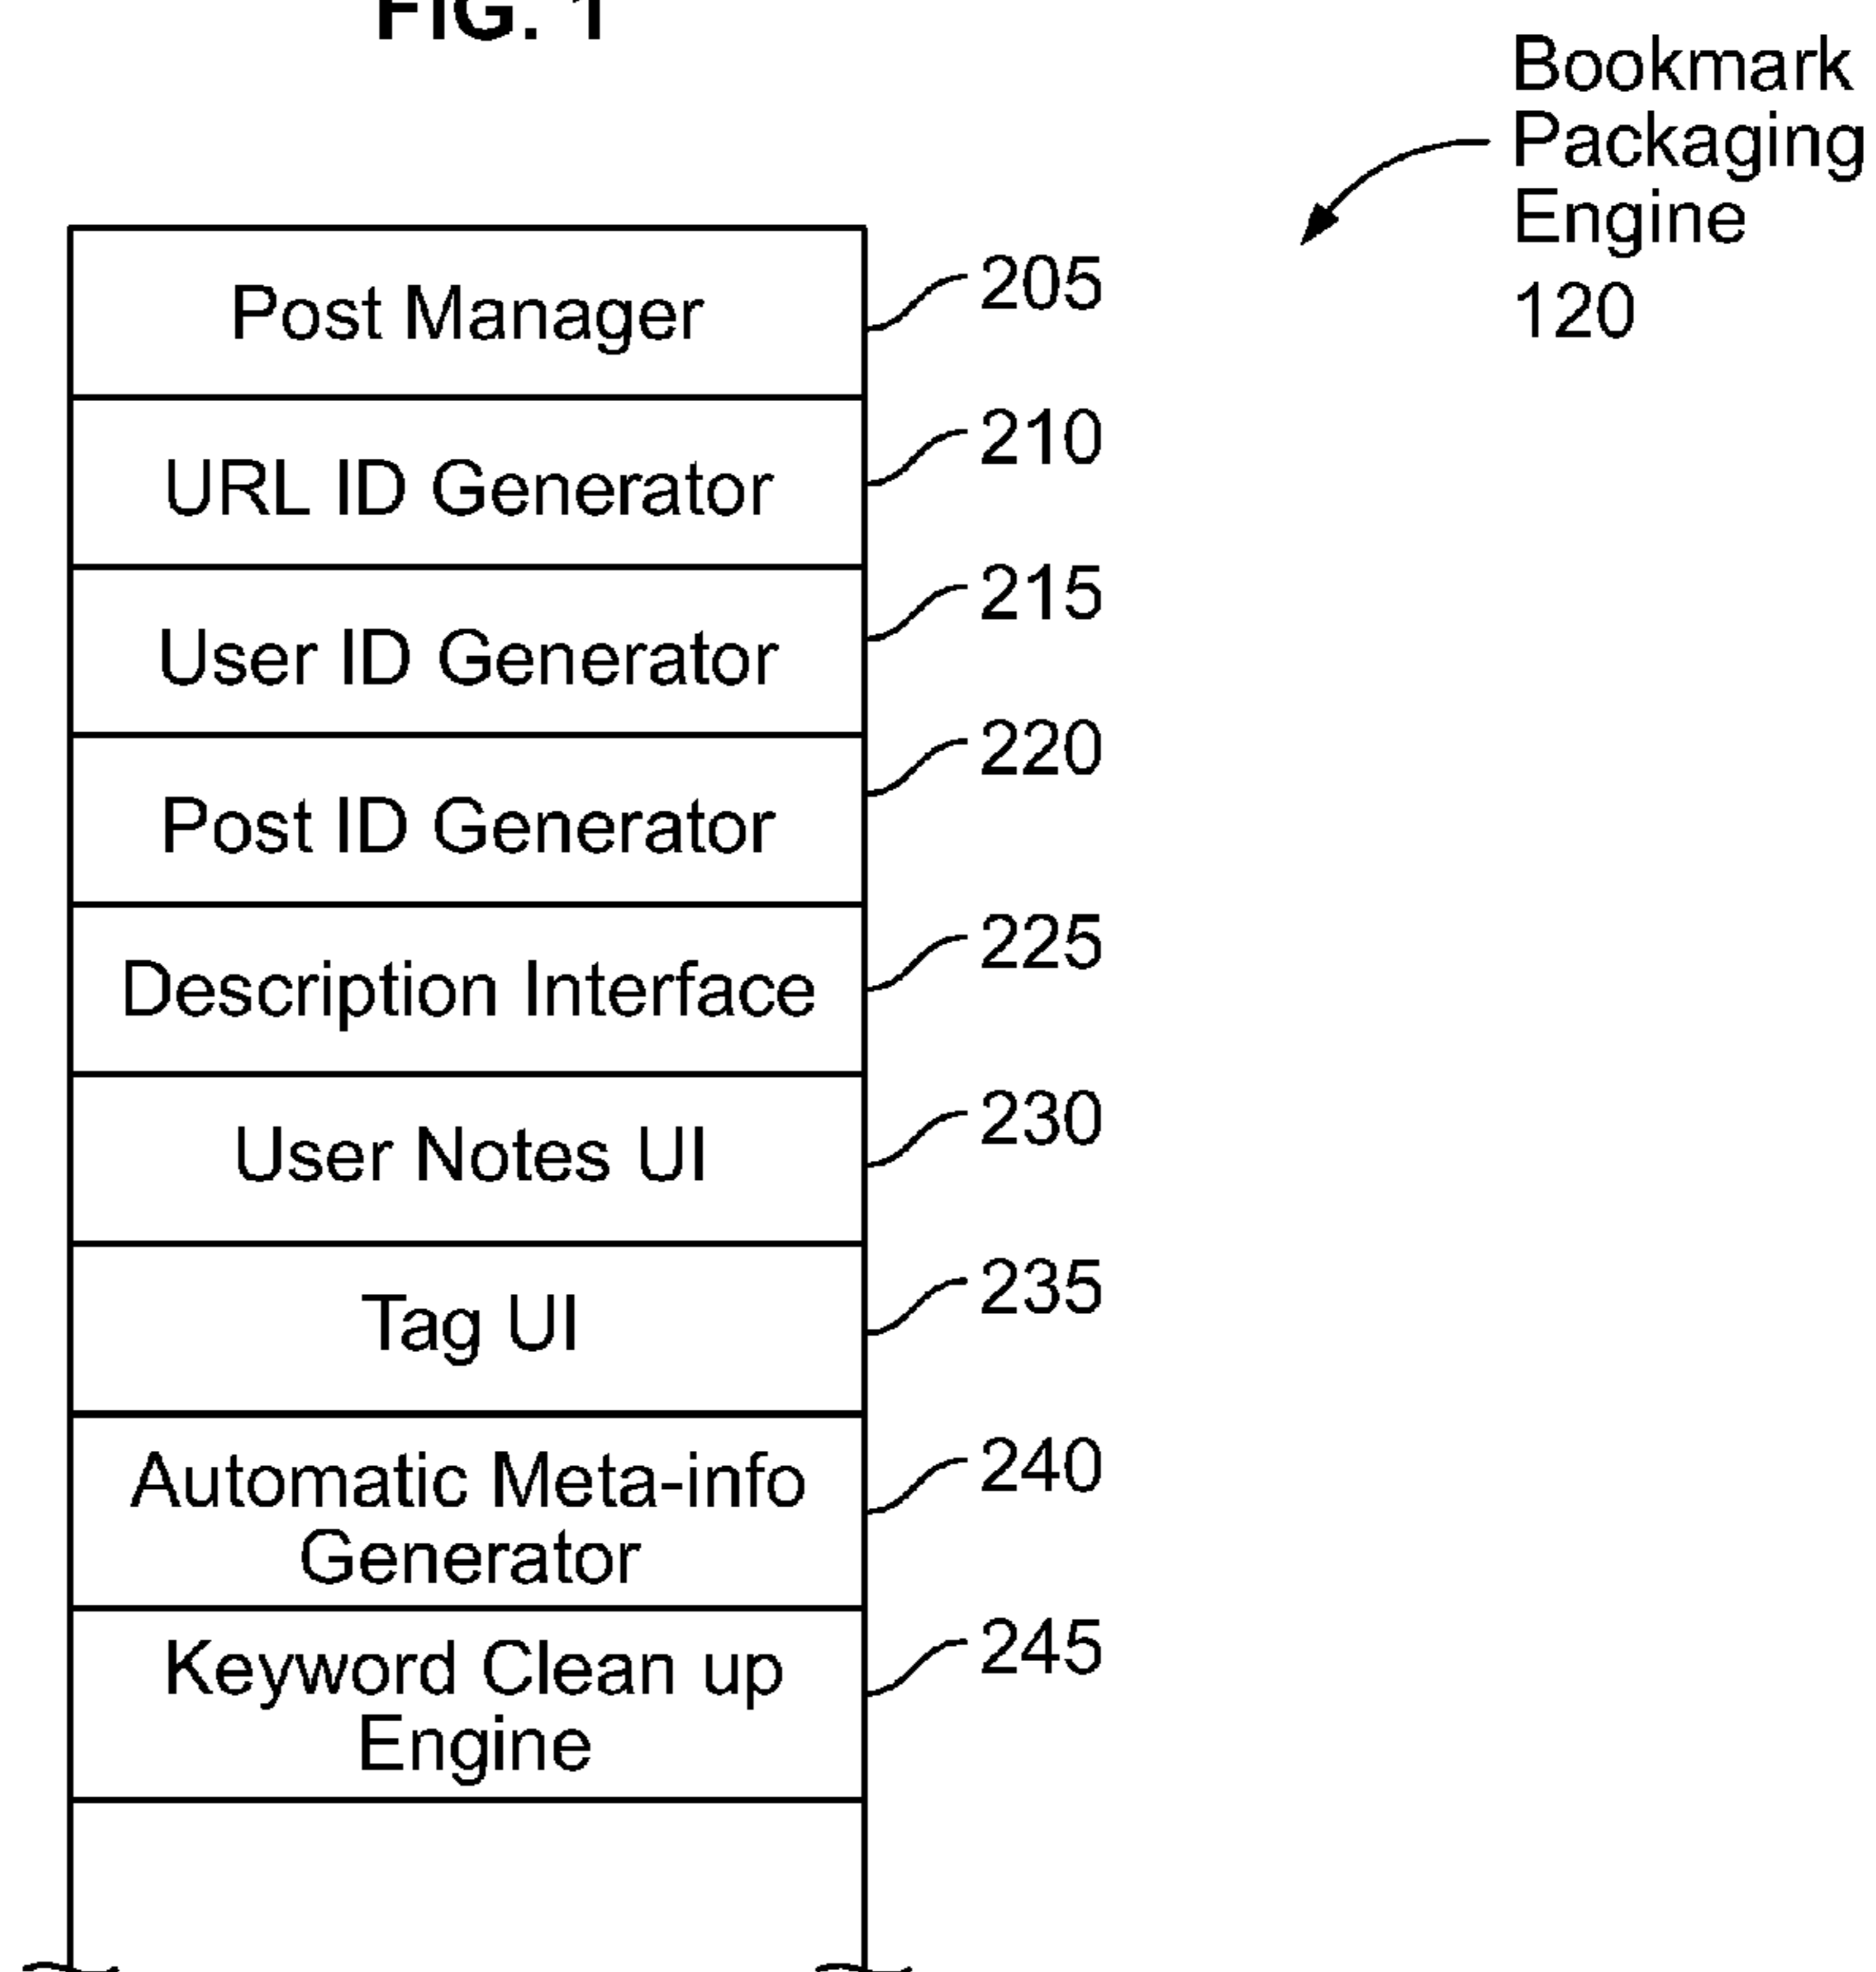 FIG. 1
Bookmark
Packaging
Engine
120
Post Manager
205
URL ID Generator
210
User ID Generator
215
Post ID Generator
220
Description Interface
225
User Notes UI
230
Tag UI
235
Automatic Meta-info
Generator
240
Keyword Clean up
Engine
245